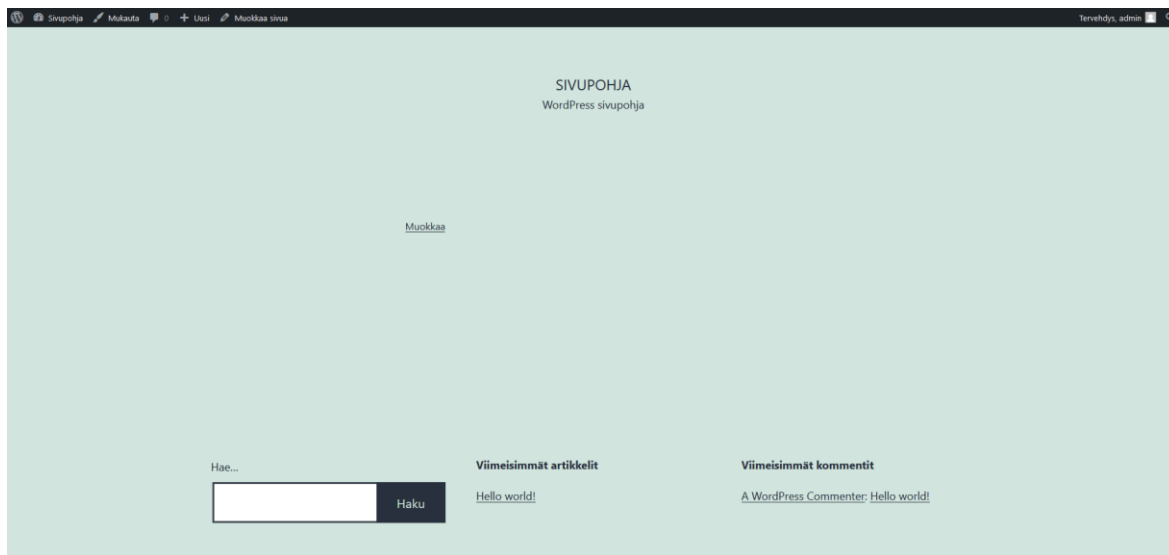 Sivupohja Mukauta 0 Uusi Muokkaa sivua Tervehdys, admin
SIVUPOHJA
WordPress sivupohja
Muokkaa
Hae...
Haku
Viimeisimmät artikkelit
Hello world!
Viimeisimmät kommentit
A WordPress Commenter: Hello world!